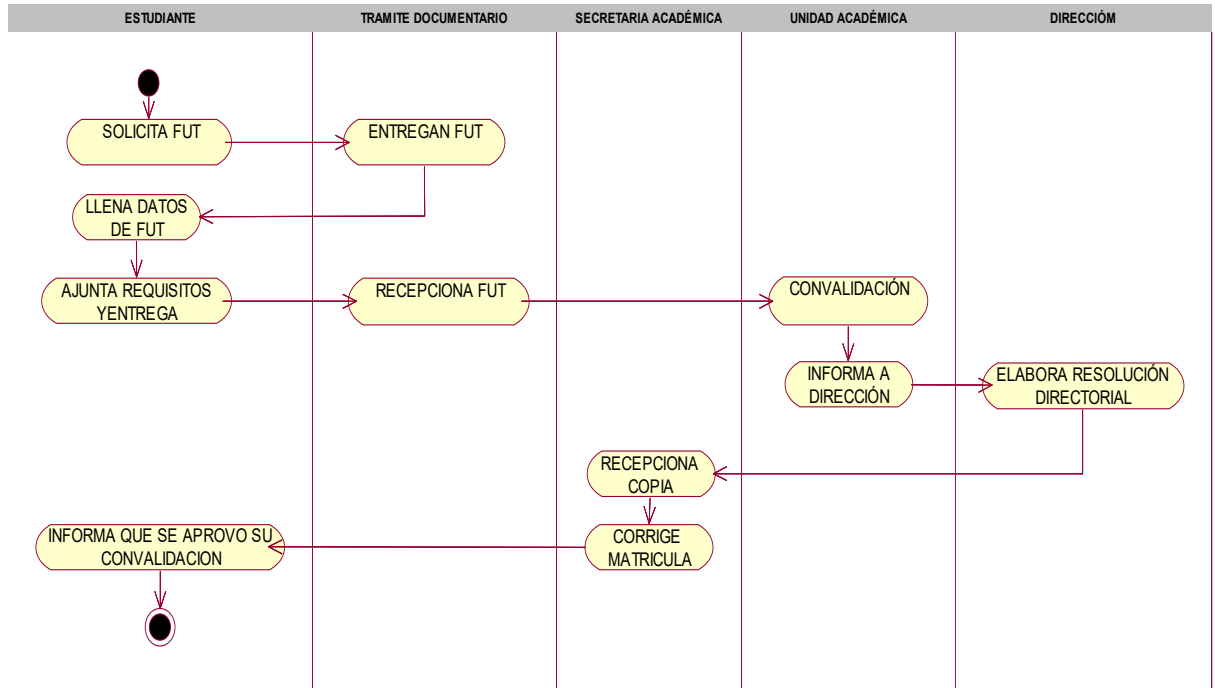 ESTUDIANTE
TRAMITE DOCUMENTARIO
SECRETARIA ACADÉMICA
UNIDAD ACADÉMICA
DIRECCIÓM
SOLICITA FUT
ENTREGAN FUT
LLENA DATOS
DE FUT
AJUNTA REQUISITOS
YENTREGA
RECEPCIONA FUT
CONVALIDACIÓN
INFORMA A
DIRECCIÓN
ELABORA RESOLUCIÓN
DIRECTORIAL
RECEPCIONA
COPIA
CORRIGE
MATRICULA
INFORMA QUE SE APROVO SU
CONVALIDACION